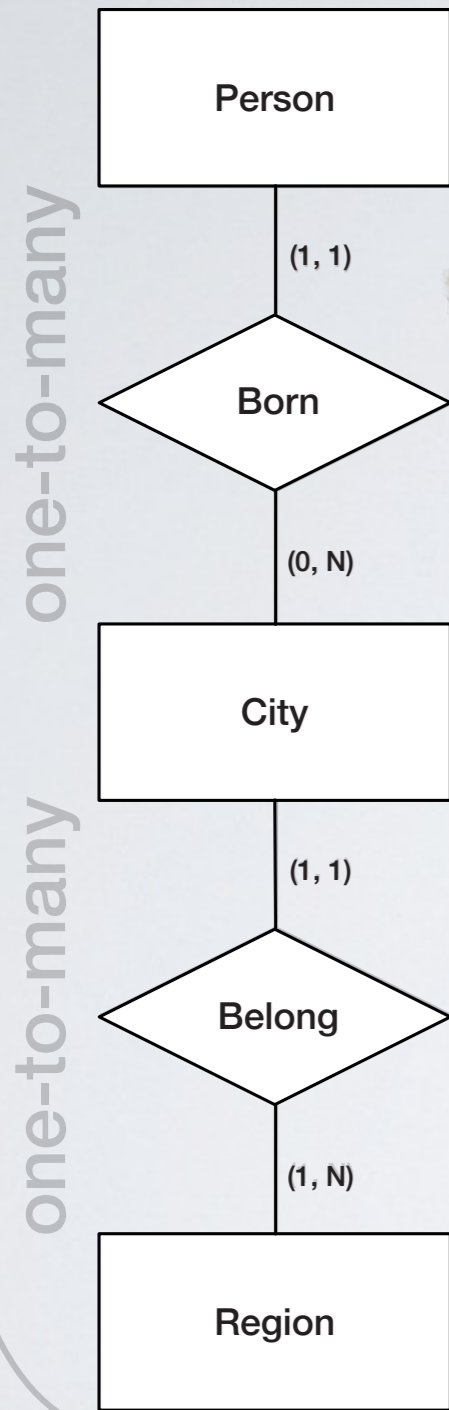 Person
(1, 1)
one-to-many
Born
(0, N)
City
(1, 1)
one-to-many
Belong
(1, N)
Region